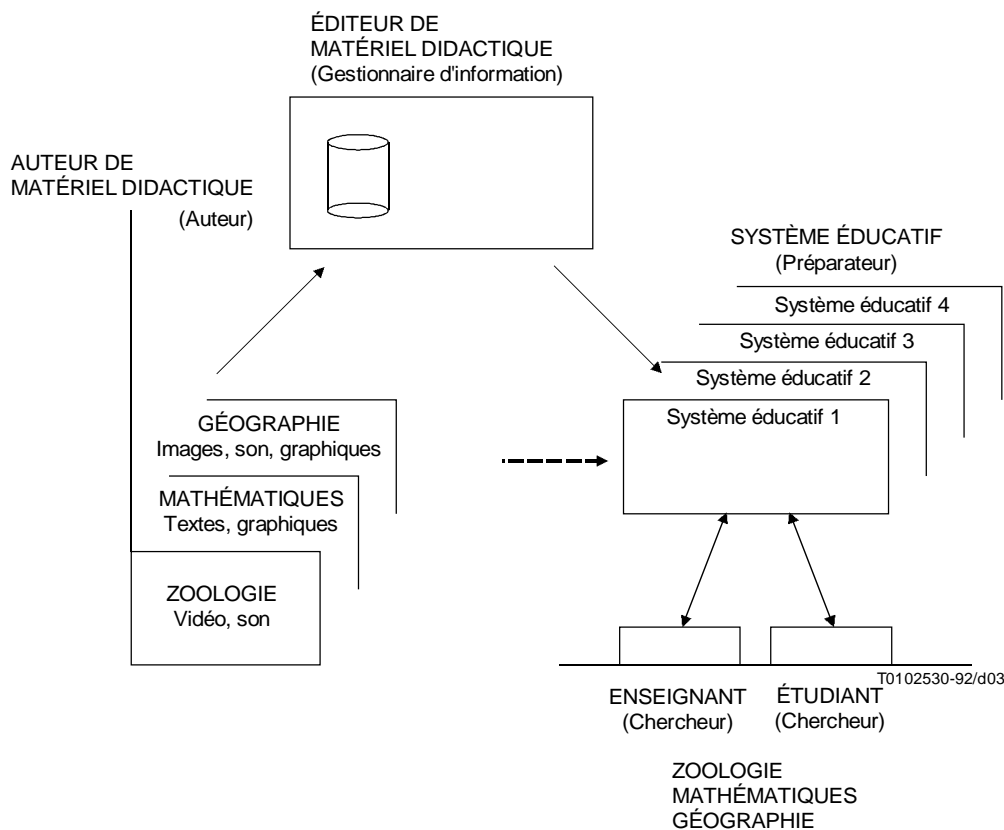 ÉDITEUR DE
MATÉRIEL DIDACTIQUE
(Gestionnaire d'information)
AUTEUR DE
MATÉRIEL DIDACTIQUE
(Auteur)
SYSTÈME ÉDUCATIF
(Préparateur)
Système éducatif 4
Système éducatif 3
Système éducatif 2
Système éducatif 1
GÉOGRAPHIE
Images, son, graphiques
MATHÉMATIQUES
Textes, graphiques
ZOOLOGIE
Vidéo, son
T0102530-92/d03
ENSEIGNANT
(Chercheur)
ÉTUDIANT
(Chercheur)
ZOOLOGIE
MATHÉMATIQUES
GÉOGRAPHIE